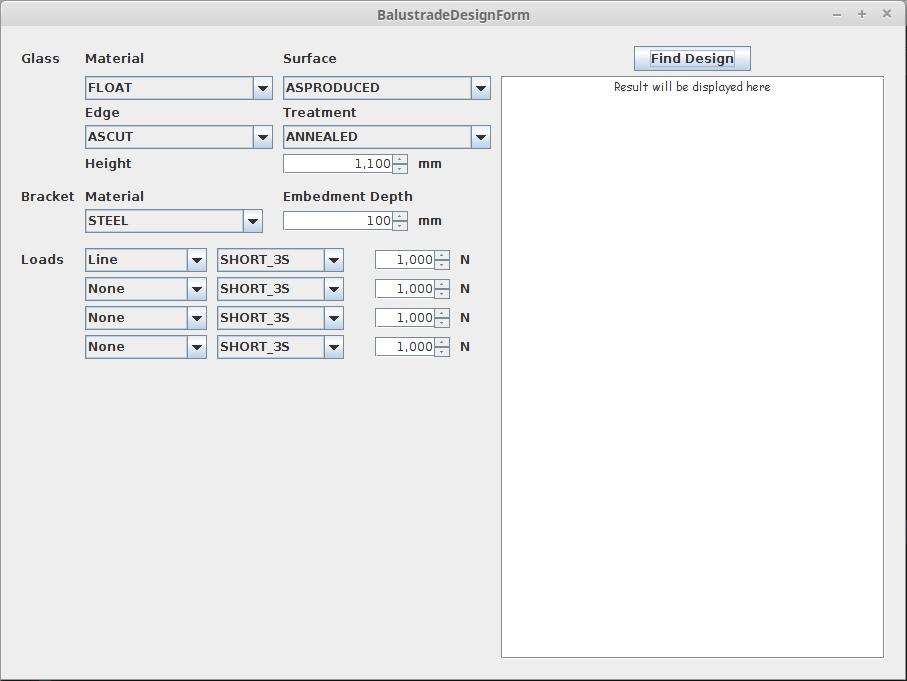 BalustradeDesignForm
Glass Material Surface Find Design
FLOAT ASPRODUCED Result will be displayed here
Edge Treatment
ASCUT ANNEALED
Height 1,100 mm
Bracket Material Embedment Depth
STEEL 100 mm
Loads Line SHORT_3S 1,000 N
None SHORT_3S 1,000 N
None SHORT_3S 1,000 N
None SHORT_3S 1,000 N